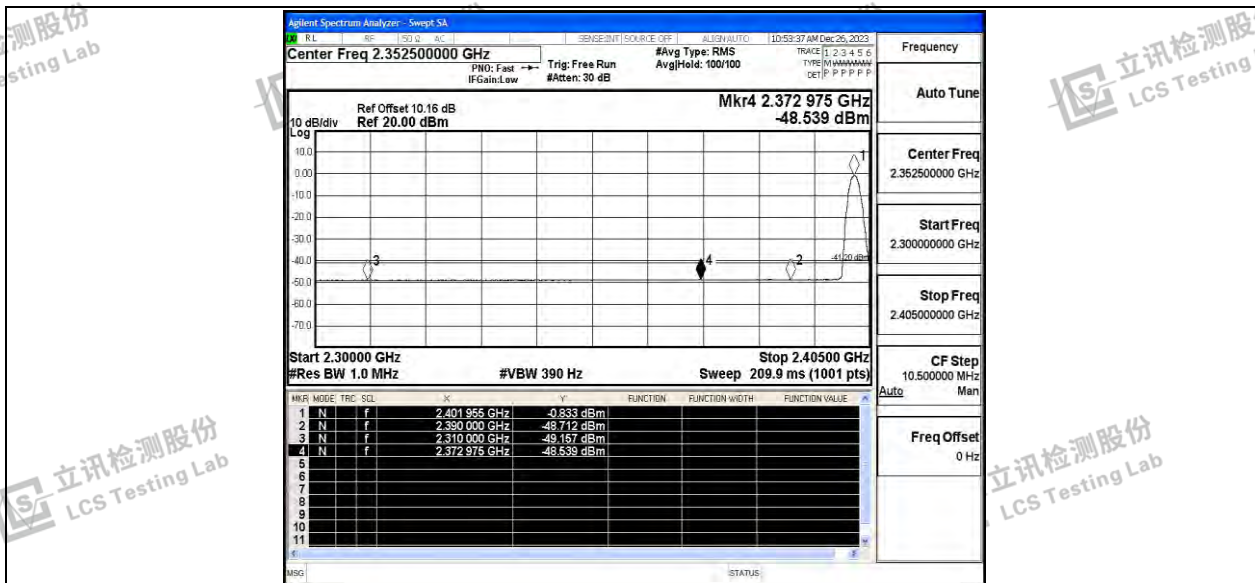 Agilent Spectrum Analyzer - Swept SA
RL RF 50 Ω AC SENSE:INT SOURCE OFF ALIGN AUTO 10:53:37 AM Dec 26, 2023
Center Freq 2.352500000 GHz
PNO: Fast
IFGain:Low
Trig: Free Run
#Atten: 30 dB
#Avg Type: RMS
Avg|Hold: 100/100
TRACE 1 2 3 4 5 6
TYPE M WWWWW
DET P P P P P P
Ref Offset 10.16 dB
10 dB/div Ref 20.00 dBm
Log
Mkr4 2.372 975 GHz
-48.539 dBm
10.0
0.00
-10.0
-20.0
-30.0
-40.0
-50.0
-60.0
-70.0
1
3
4
2
-41.20 dBm
Start 2.30000 GHz
Stop 2.40500 GHz
#Res BW 1.0 MHz #VBW 390 Hz Sweep 209.9 ms (1001 pts)
MKR MODE TRC SCL X Y FUNCTION FUNCTION WIDTH FUNCTION VALUE
1 N f 2.401 955 GHz -0.833 dBm
2 N f 2.390 000 GHz -48.712 dBm
3 N f 2.310 000 GHz -49.157 dBm
4 N f 2.372 975 GHz -48.539 dBm
5
6
7
8
9
10
11
MSG STATUS
Frequency
Auto Tune
Center Freq
2.352500000 GHz
Start Freq
2.300000000 GHz
Stop Freq
2.405000000 GHz
CF Step
10.500000 MHz
Auto Man
Freq Offset
0 Hz
立讯检测股份
LCS Testing Lab
立讯检测股份
LCS Testing Lab
立讯检测股
LCS Testing